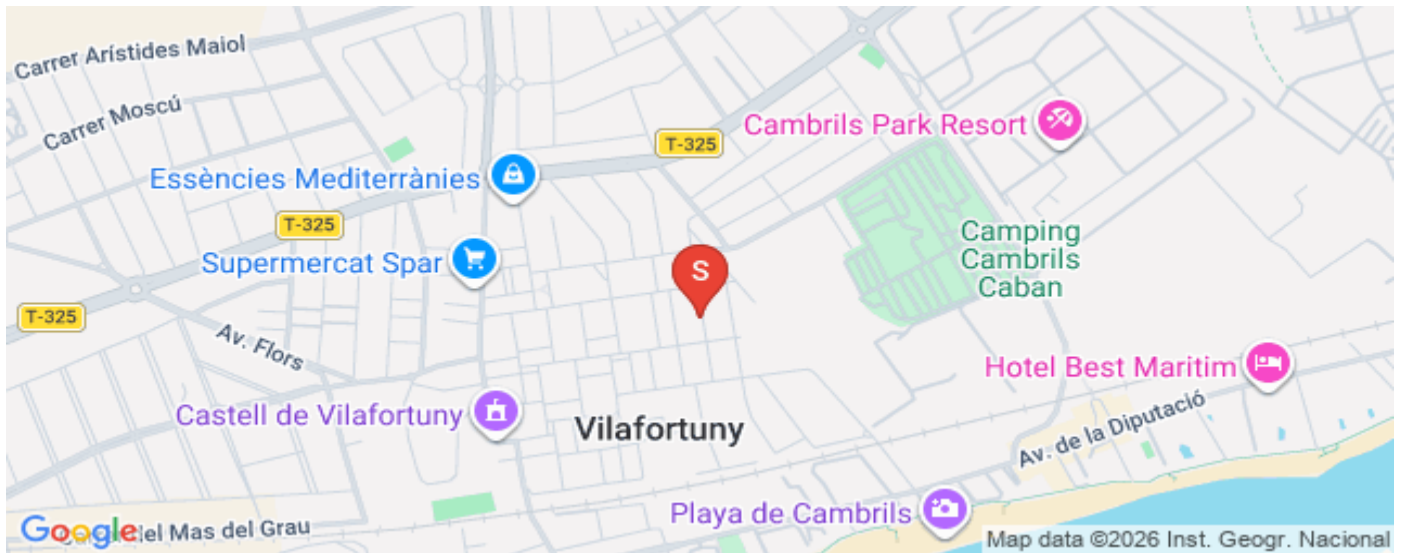 Carrer Arístides Maiol
Carrer Moscú
Cambrils Park Resort
T-325
Essències Mediterrànies
T-325
Supermercat Spar
S
Camping
Cambrils
Caban
T-325
Av. Flors
Hotel Best Maritim
Castell de Vilafortuny
Vilafortuny
Av. de la Diputació
Playa de Cambrils
Google
del Mas del Grau
Map data ©2026 Inst. Geogr. Nacional